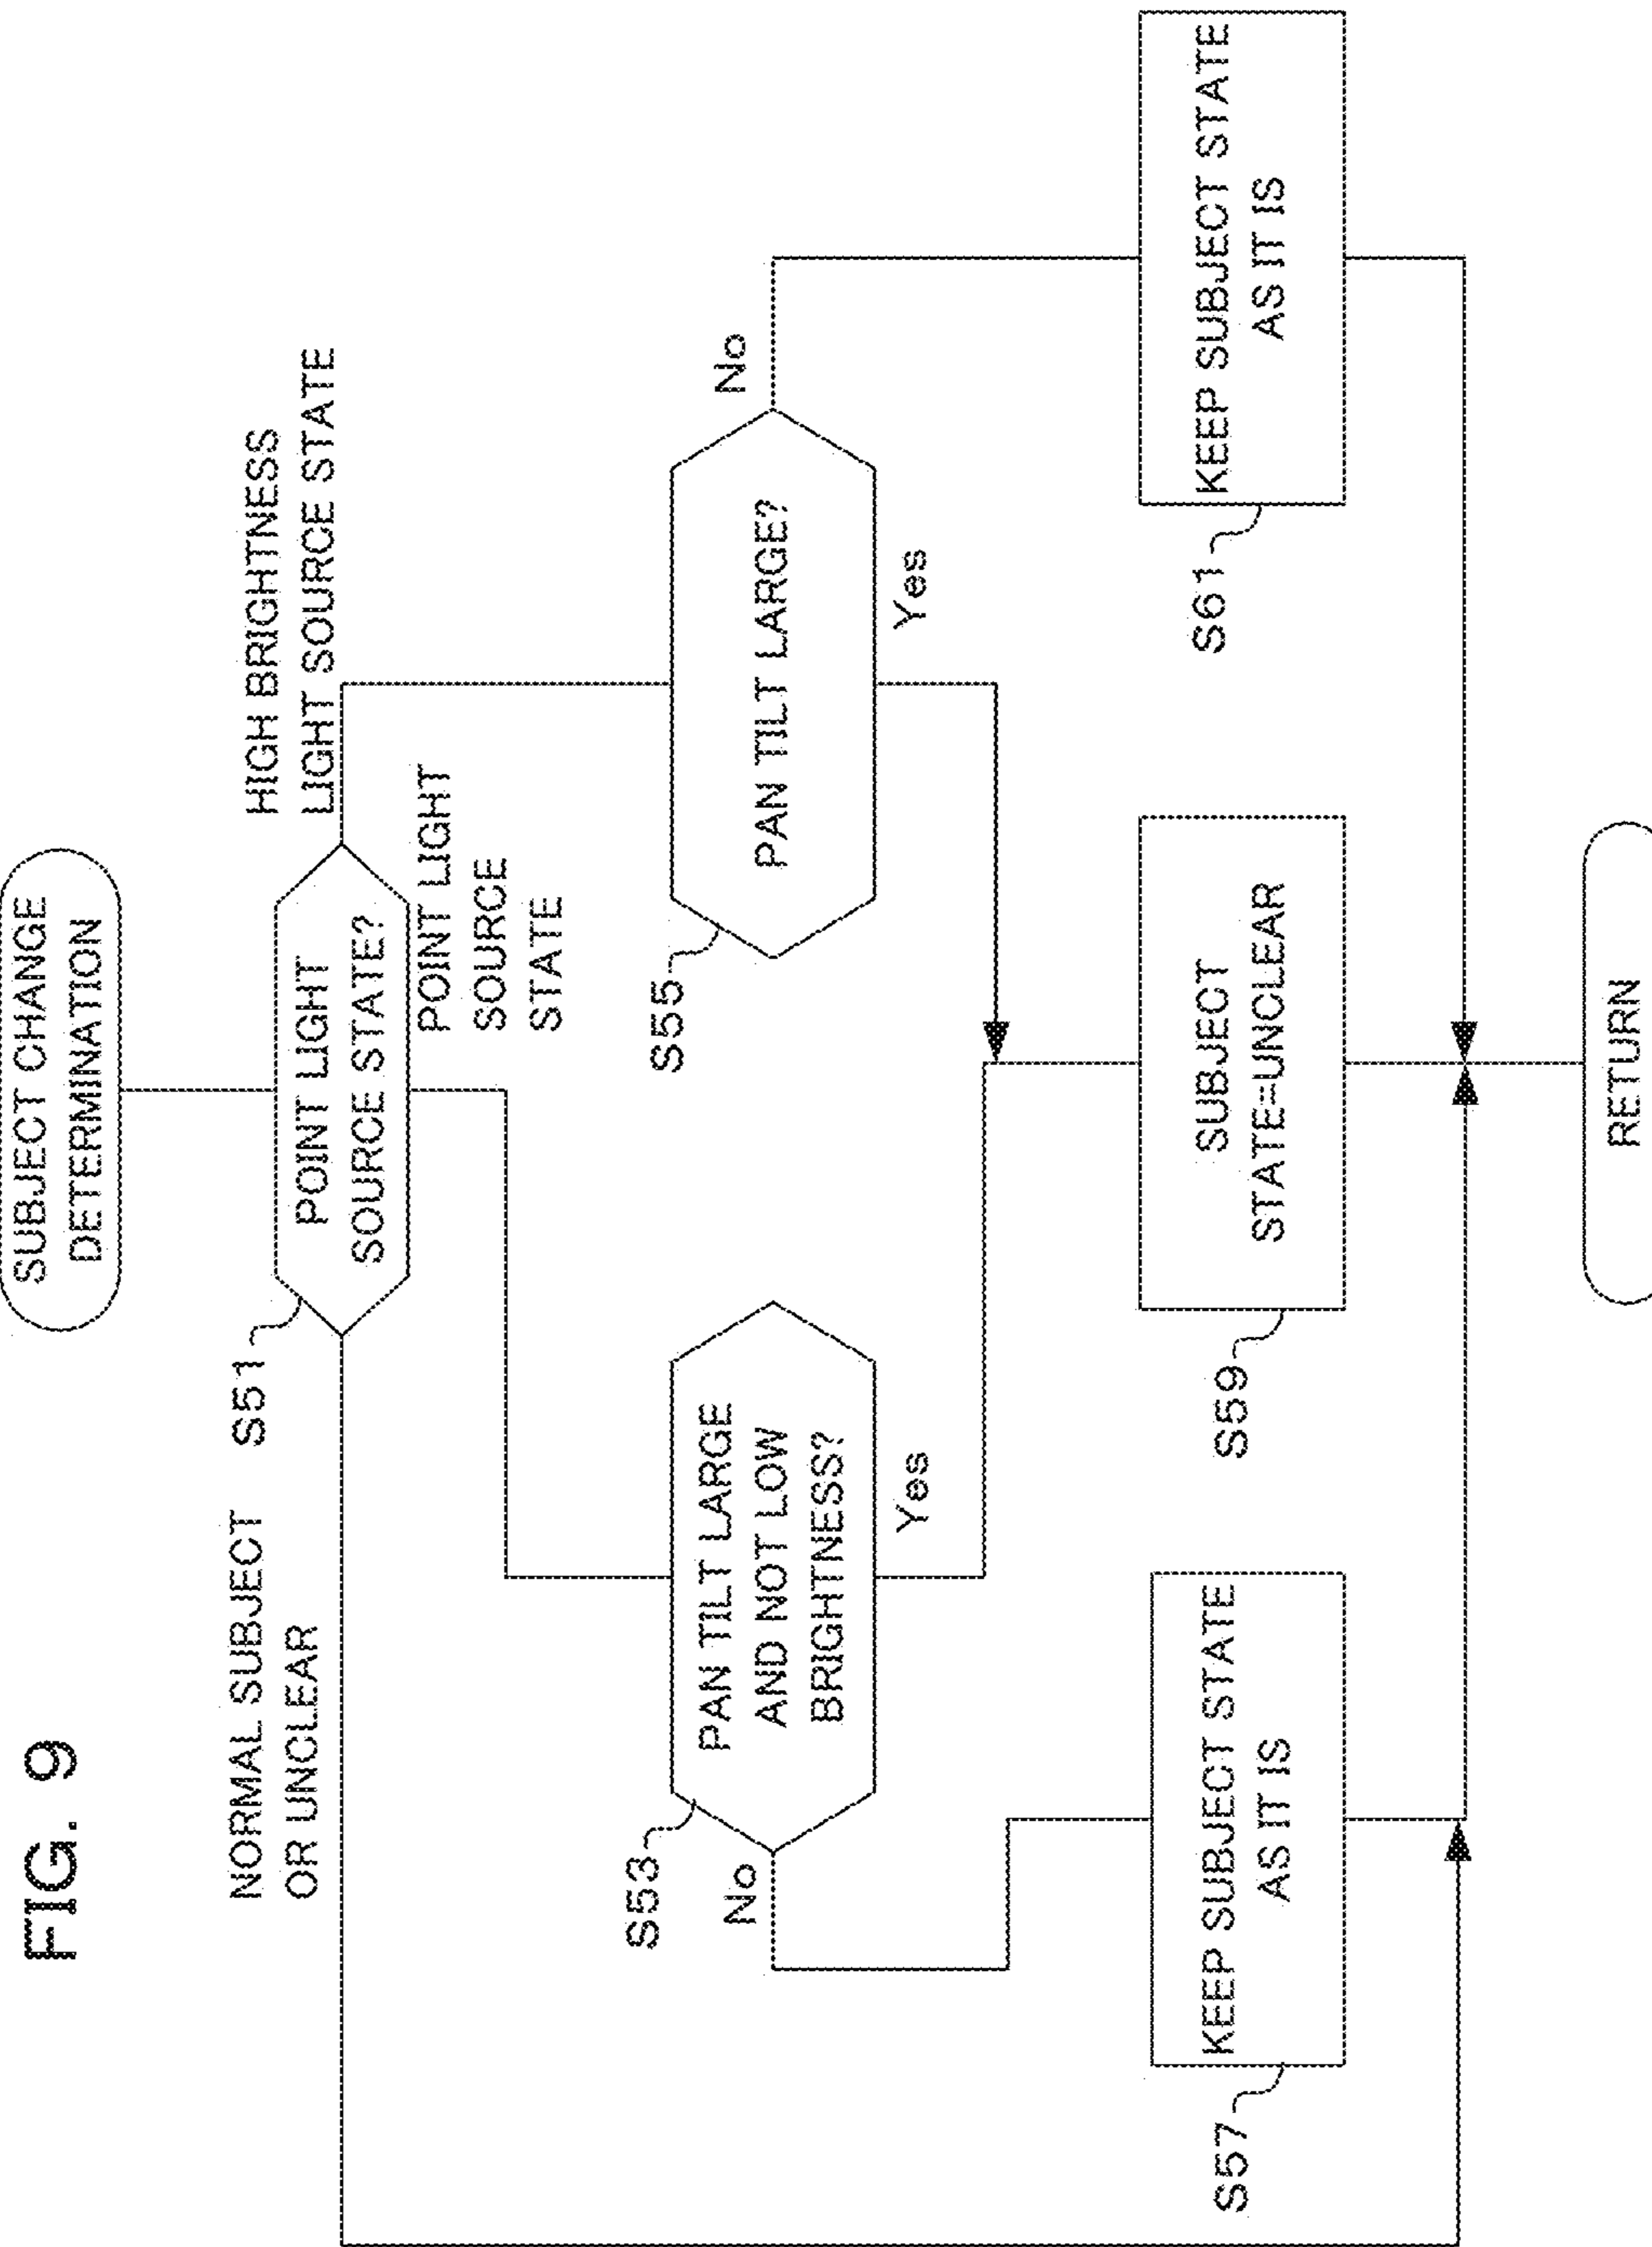 FIG. 9
SUBJECT CHANGE
DETERMINATION
S51
POINT LIGHT
SOURCE STATE?
NORMAL SUBJECT
OR UNCLEAR
HIGH BRIGHTNESS
LIGHT SOURCE STATE
POINT LIGHT
SOURCE
STATE
S53
PAN TILT LARGE
AND NOT LOW
BRIGHTNESS?
No
Yes
S55
PAN TILT LARGE?
No
Yes
S57
KEEP SUBJECT STATE
AS IT IS
S59
SUBJECT
STATE=UNCLEAR
S61
KEEP SUBJECT STATE
AS IT IS
RETURN